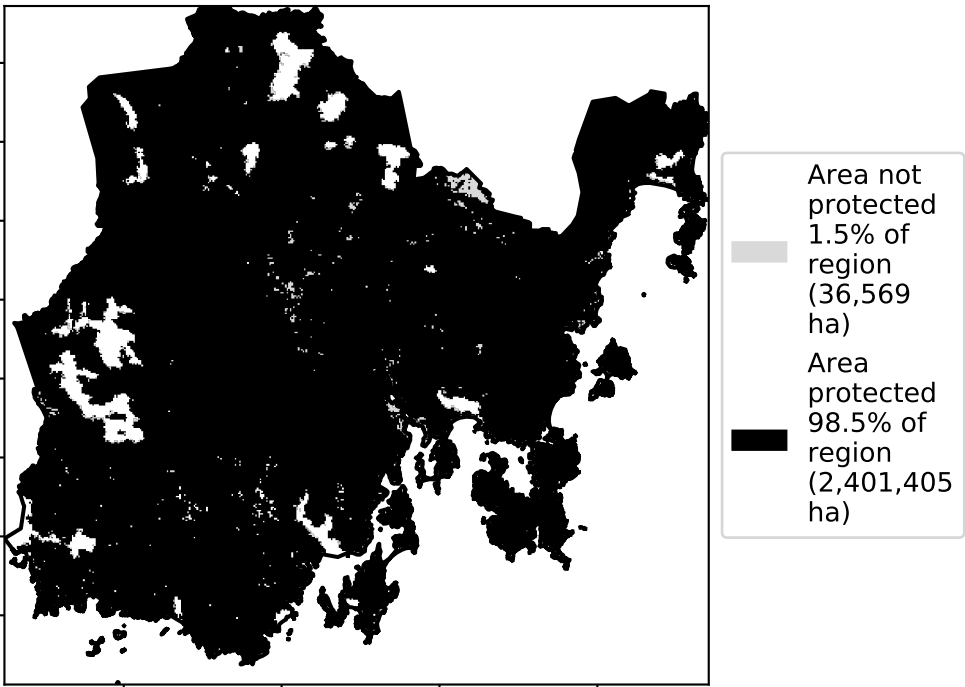 Area not
protected
1.5% of
region
(36,569
ha)
Area
protected
98.5% of
region
(2,401,405
ha)